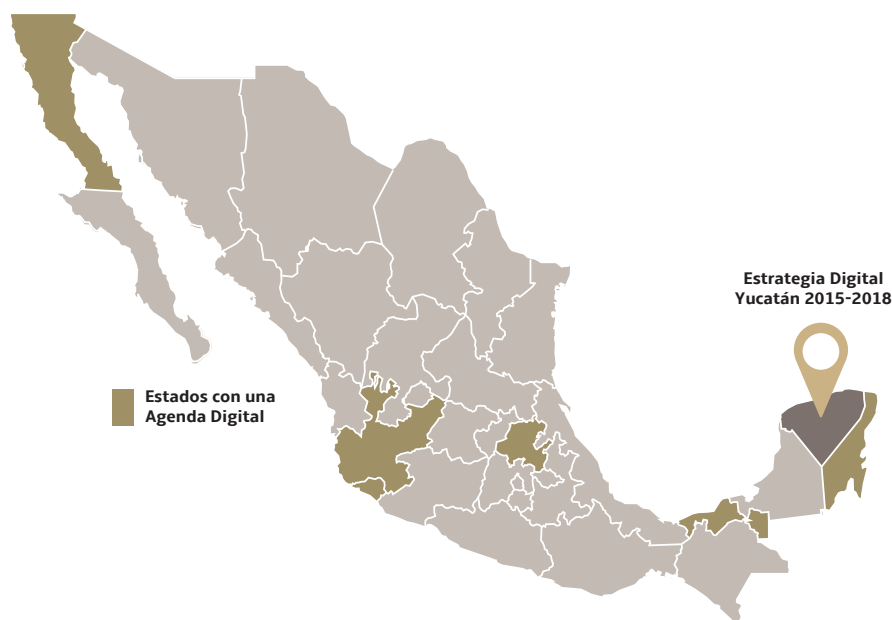 Estrategia Digital
Yucatán 2015-2018
Estados con una
Agenda Digital